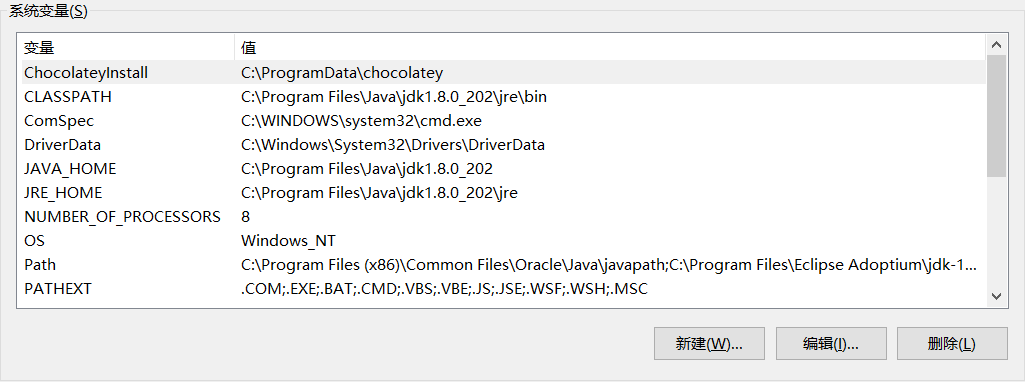 系统变量(S)
变量 值
ChocolateyInstall C:\ProgramData\chocolatey
CLASSPATH C:\Program Files\Java\jdk1.8.0_202\jre\bin
ComSpec C:\WINDOWS\system32\cmd.exe
DriverData C:\Windows\System32\Drivers\DriverData
JAVA_HOME C:\Program Files\Java\jdk1.8.0_202
JRE_HOME C:\Program Files\Java\jdk1.8.0_202\jre
NUMBER_OF_PROCESSORS 8
OS Windows_NT
Path C:\Program Files (x86)\Common Files\Oracle\Java\javapath;C:\Program Files\Eclipse Adoptium\jdk-1...
PATHEXT .COM;.EXE;.BAT;.CMD;.VBS;.VBE;.JS;.JSE;.WSF;.WSH;.MSC
新建(W)... 编辑(I)... 删除(L)